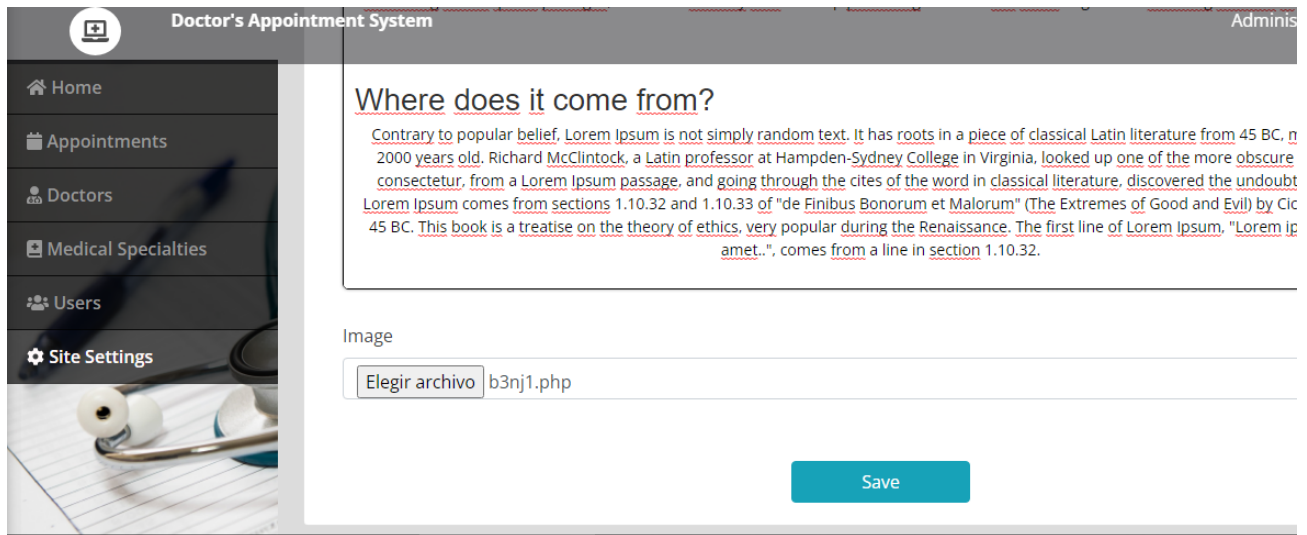 Doctor's Appointment System
Adminis
Home
Appointments
Doctors
Medical Specialties
Users
Site Settings
Where does it come from?
Contrary to popular belief, Lorem Ipsum is not simply random text. It has roots in a piece of classical Latin literature from 45 BC, m
2000 years old. Richard McClintock, a Latin professor at Hampden-Sydney College in Virginia, looked up one of the more obscure
consectetur, from a Lorem Ipsum passage, and going through the cites of the word in classical literature, discovered the undoubt
Lorem Ipsum comes from sections 1.10.32 and 1.10.33 of "de Finibus Bonorum et Malorum" (The Extremes of Good and Evil) by Cic
45 BC. This book is a treatise on the theory of ethics, very popular during the Renaissance. The first line of Lorem Ipsum, "Lorem ip
amet..", comes from a line in section 1.10.32.
Image
Elegir archivo b3nj1.php
Save